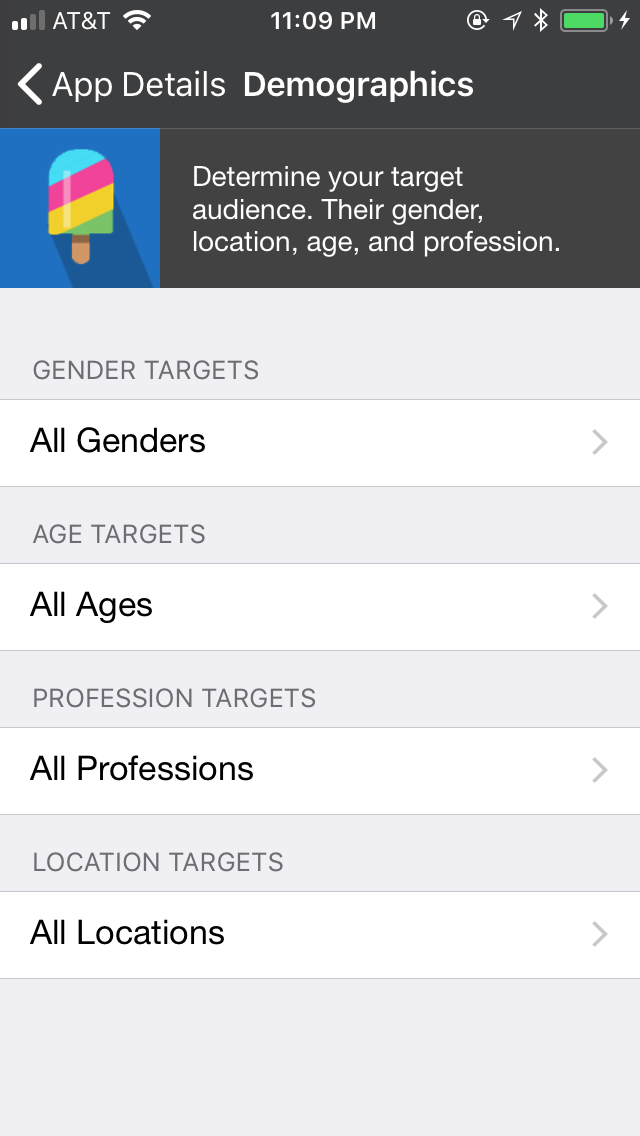 AT&T 11:09 PM
App Details Demographics
Determine your target
audience. Their gender,
location, age, and profession.
GENDER TARGETS
All Genders
AGE TARGETS
All Ages
PROFESSION TARGETS
All Professions
LOCATION TARGETS
All Locations